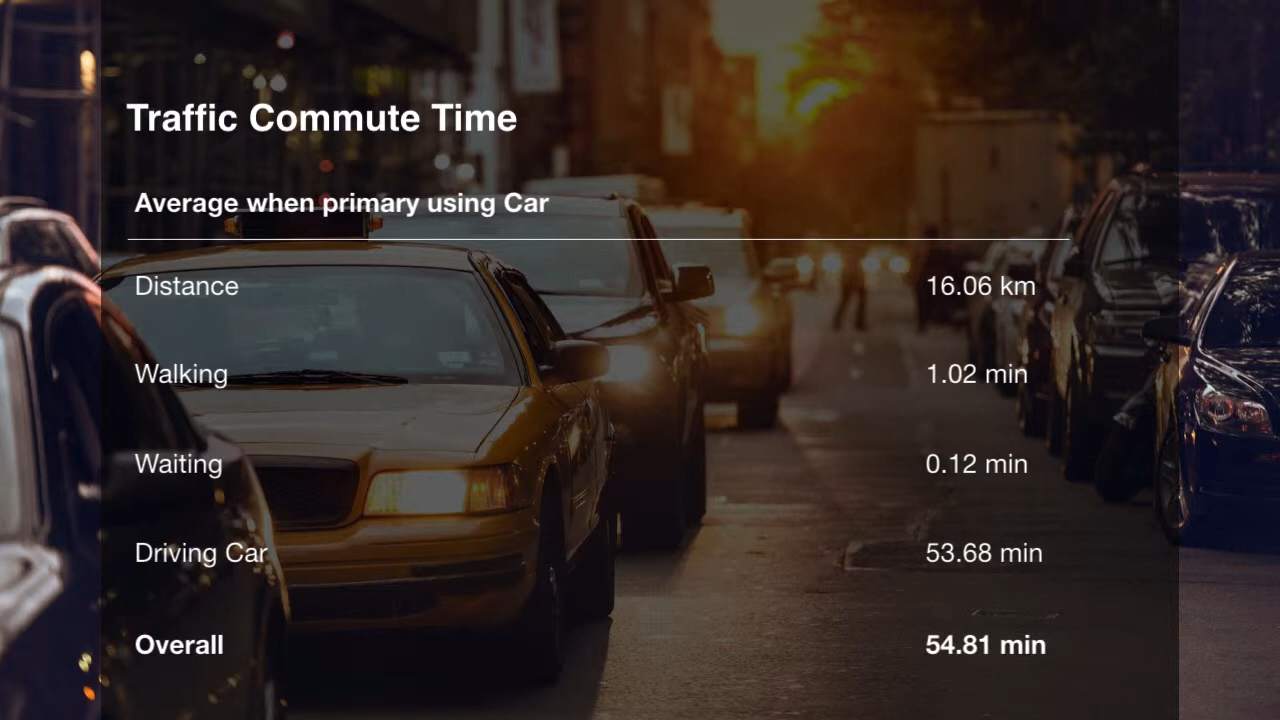 Traffic Commute Time
Average when primary using Car
Distance 16.06 km
Walking 1.02 min
Waiting 0.12 min
Driving Car 53.68 min
Overall 54.81 min